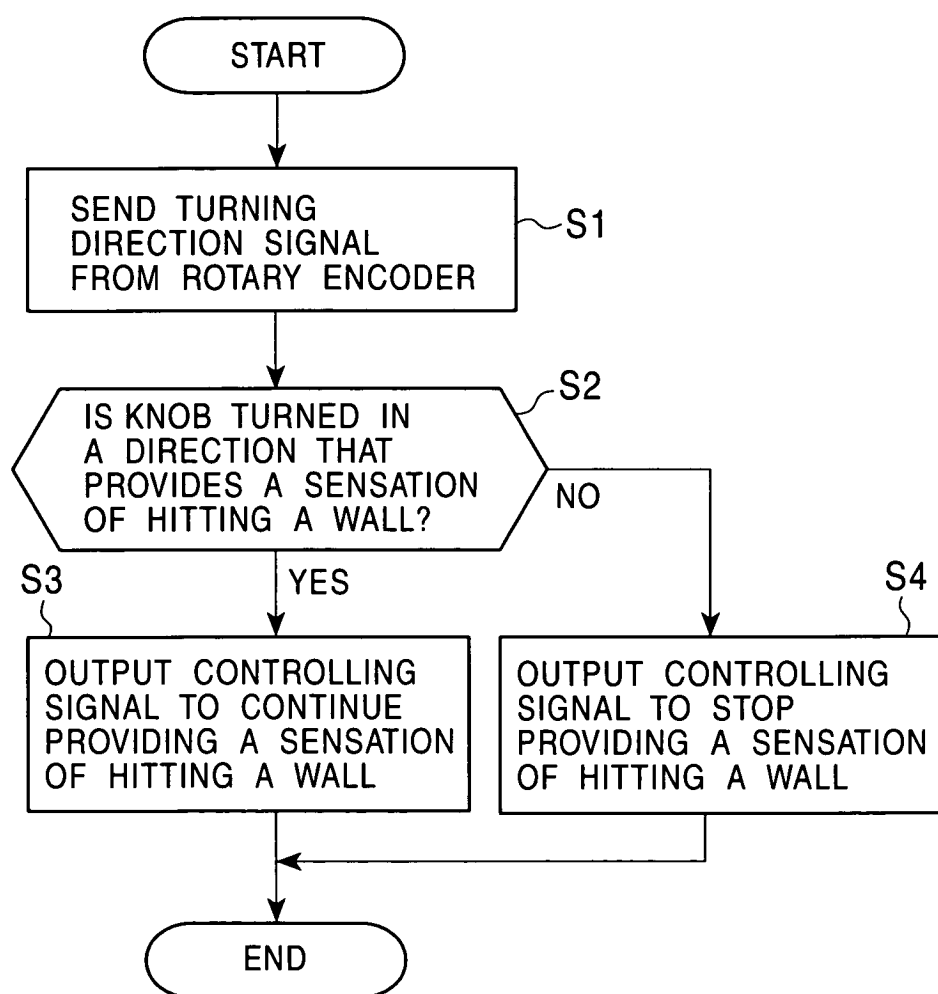 START
SEND TURNING
DIRECTION SIGNAL
FROM ROTARY ENCODER
S1
S2
IS KNOB TURNED IN
A DIRECTION THAT
PROVIDES A SENSATION
OF HITTING A WALL?
NO
YES
S3
OUTPUT CONTROLLING
SIGNAL TO CONTINUE
PROVIDING A SENSATION
OF HITTING A WALL
S4
OUTPUT CONTROLLING
SIGNAL TO STOP
PROVIDING A SENSATION
OF HITTING A WALL
END